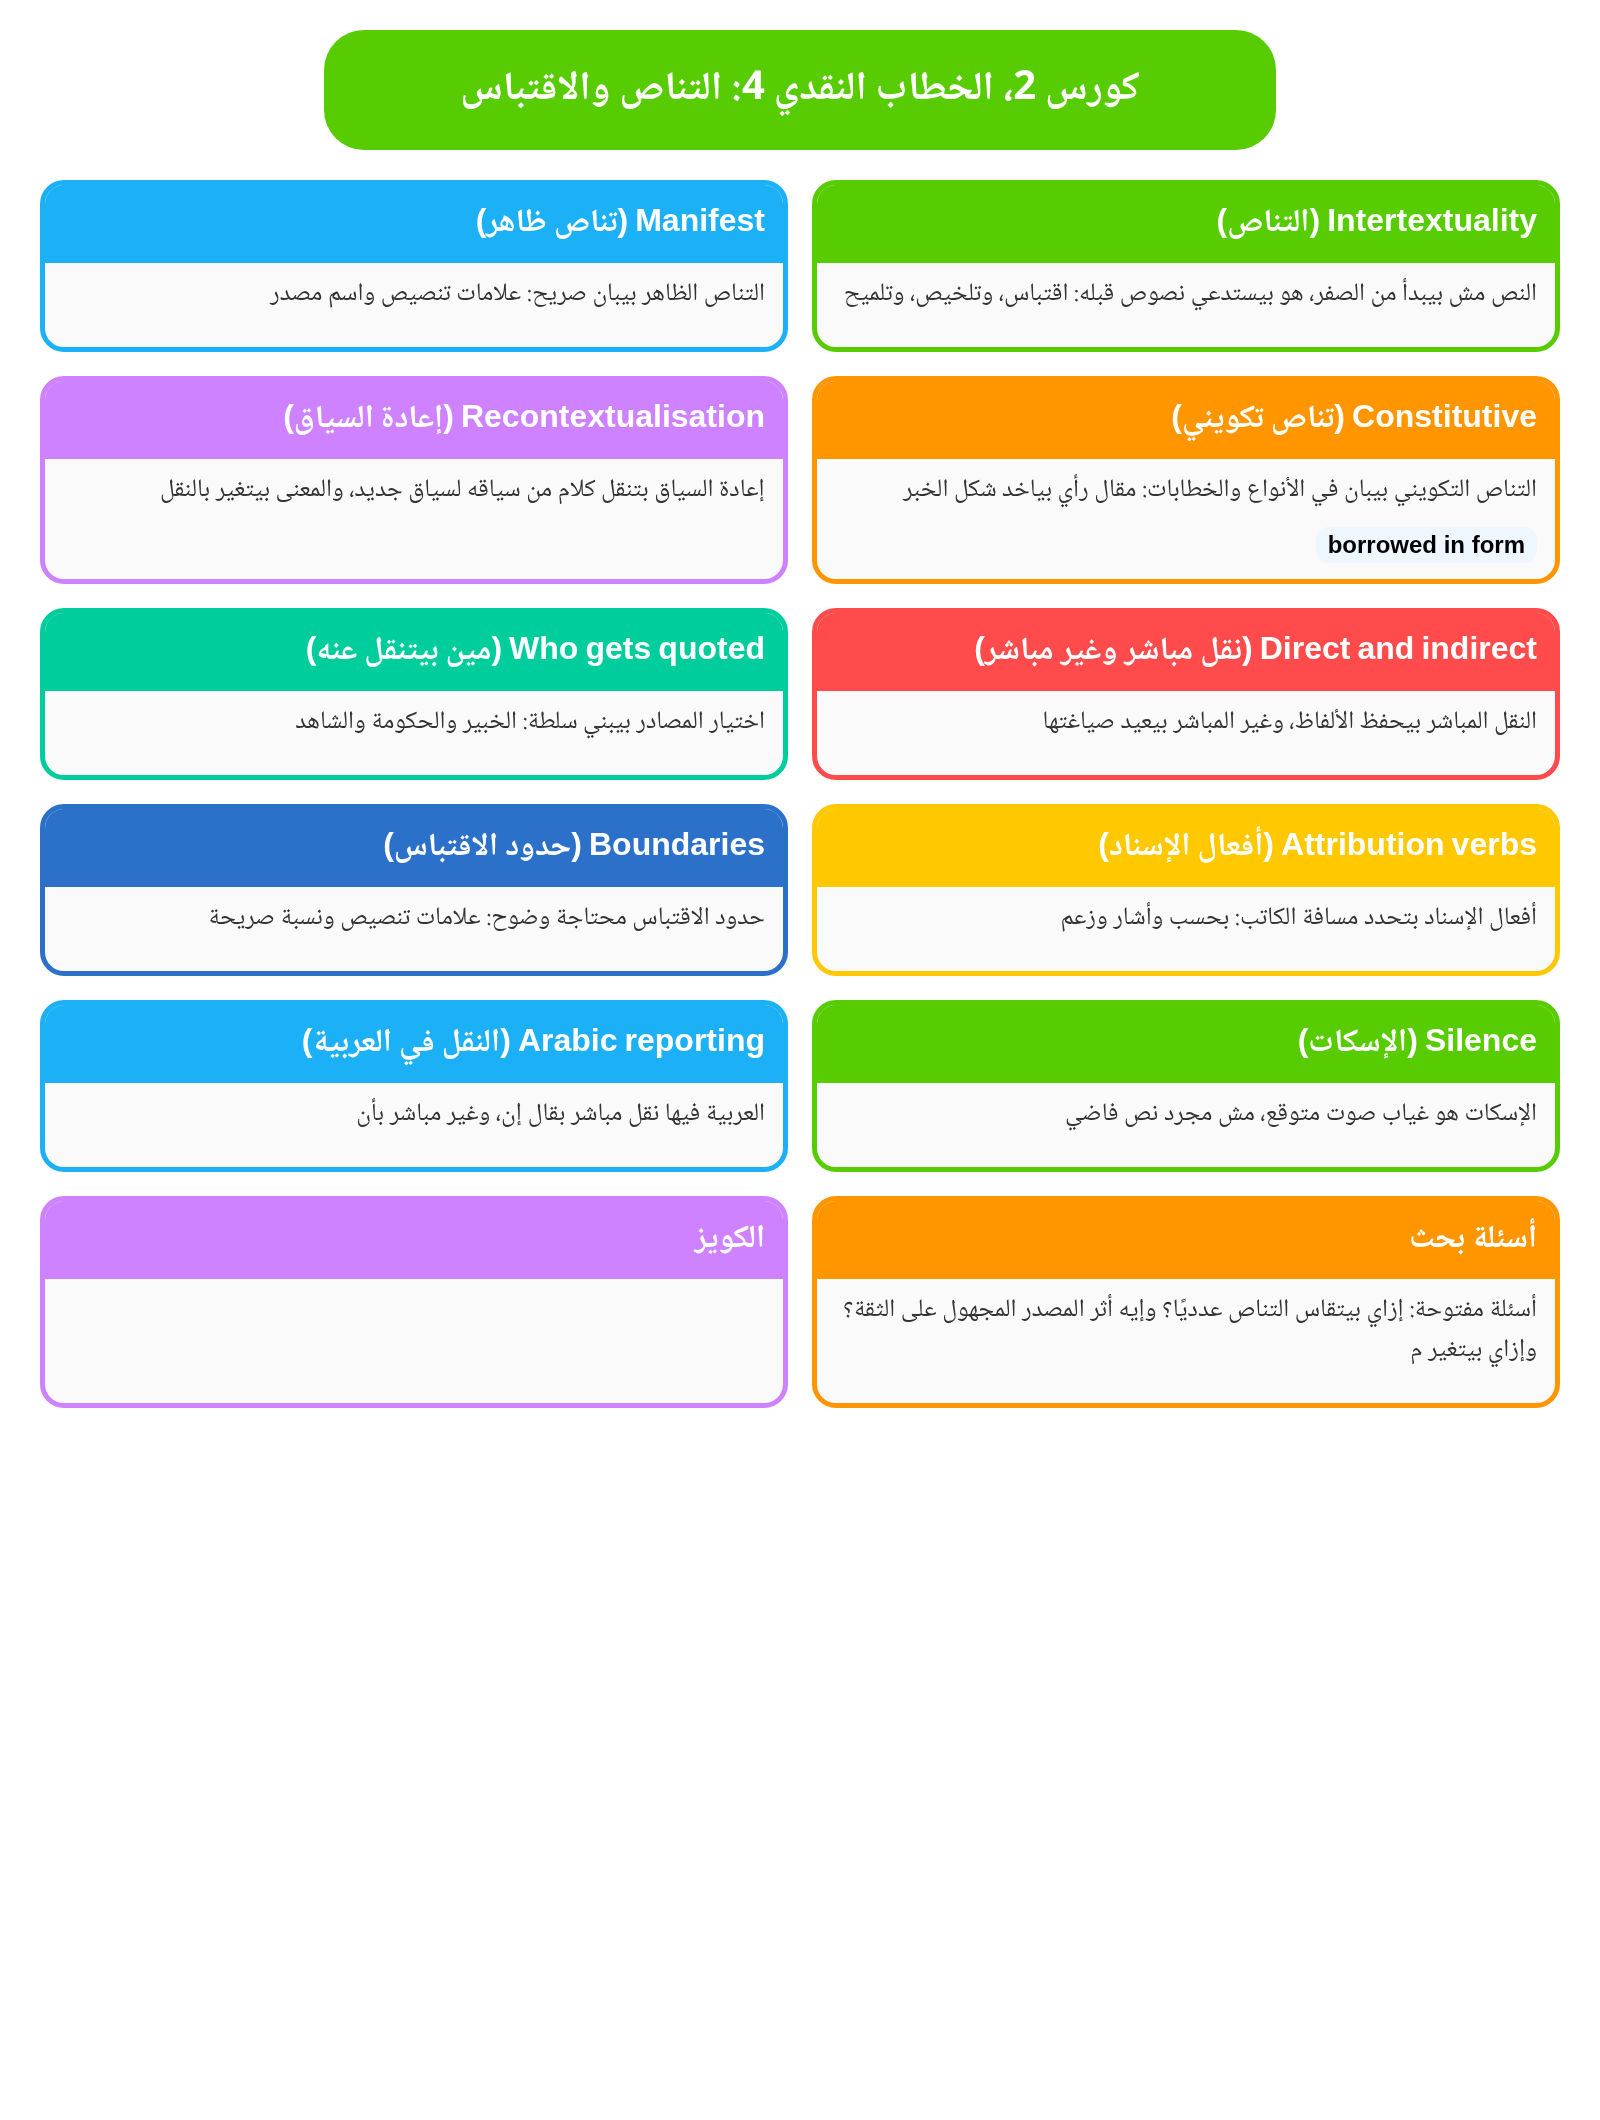 كورس 2، الخطاب النقدي 4: التناص والاقتباس
Intertextuality (التناص)
النص مش بيبدأ من الصفر، هو بيستدعي نصوص قبله: اقتباس، وتلخيص، وتلميح
Manifest (تناص ظاهر)
التناص الظاهر بيبان صريح: علامات تنصيص واسم مصدر
Constitutive (تناص تكويني)
التناص التكويني بيبان في الأنواع والخطابات: مقال رأي بياخد شكل الخبر
borrowed in form
Recontextualisation (إعادة السياق)
إعادة السياق بتنقل كلام من سياقه لسياق جديد، والمعنى بيتغير بالنقل
Direct and indirect (نقل مباشر وغير مباشر)
النقل المباشر بيحفظ الألفاظ، وغير المباشر بيعيد صياغتها
Who gets quoted (مين بيتنقل عنه)
اختيار المصادر بيبني سلطة: الخبير والحكومة والشاهد
Attribution verbs (أفعال الإسناد)
أفعال الإسناد بتحدد مسافة الكاتب: بحسب وأشار وزعم
Boundaries (حدود الاقتباس)
حدود الاقتباس محتاجة وضوح: علامات تنصيص ونسبة صريحة
Silence (الإسكات)
الإسكات هو غياب صوت متوقع، مش مجرد نص فاضي
Arabic reporting (النقل في العربية)
العربية فيها نقل مباشر بقال إن، وغير مباشر بأن
أسئلة بحث
أسئلة مفتوحة: إزاي بيتقاس التناص عدديًا؟ وإيه أثر المصدر المجهول على الثقة؟
وإزاي بيتغير م
الكويز